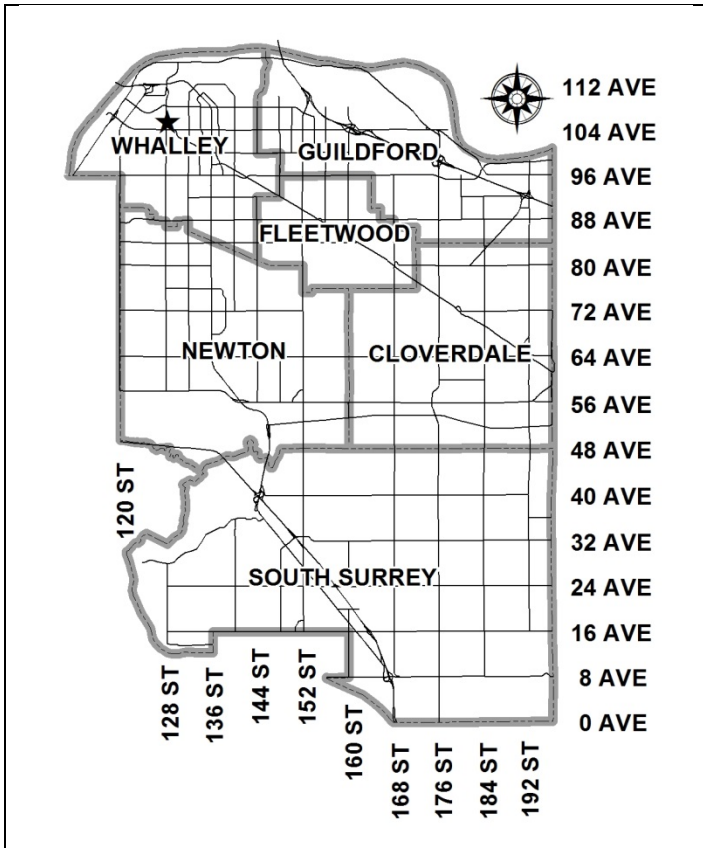 112 AVE
104 AVE
WHALLEY
GUILDFORD
96 AVE
88 AVE
FLEETWOOD
80 AVE
72 AVE
NEWTON
CLOVERDALE
64 AVE
56 AVE
48 AVE
120 ST
40 AVE
32 AVE
SOUTH SURREY
24 AVE
16 AVE
8 AVE
128 ST
136 ST
144 ST
152 ST
160 ST
0 AVE
168 ST
176 ST
184 ST
192 ST